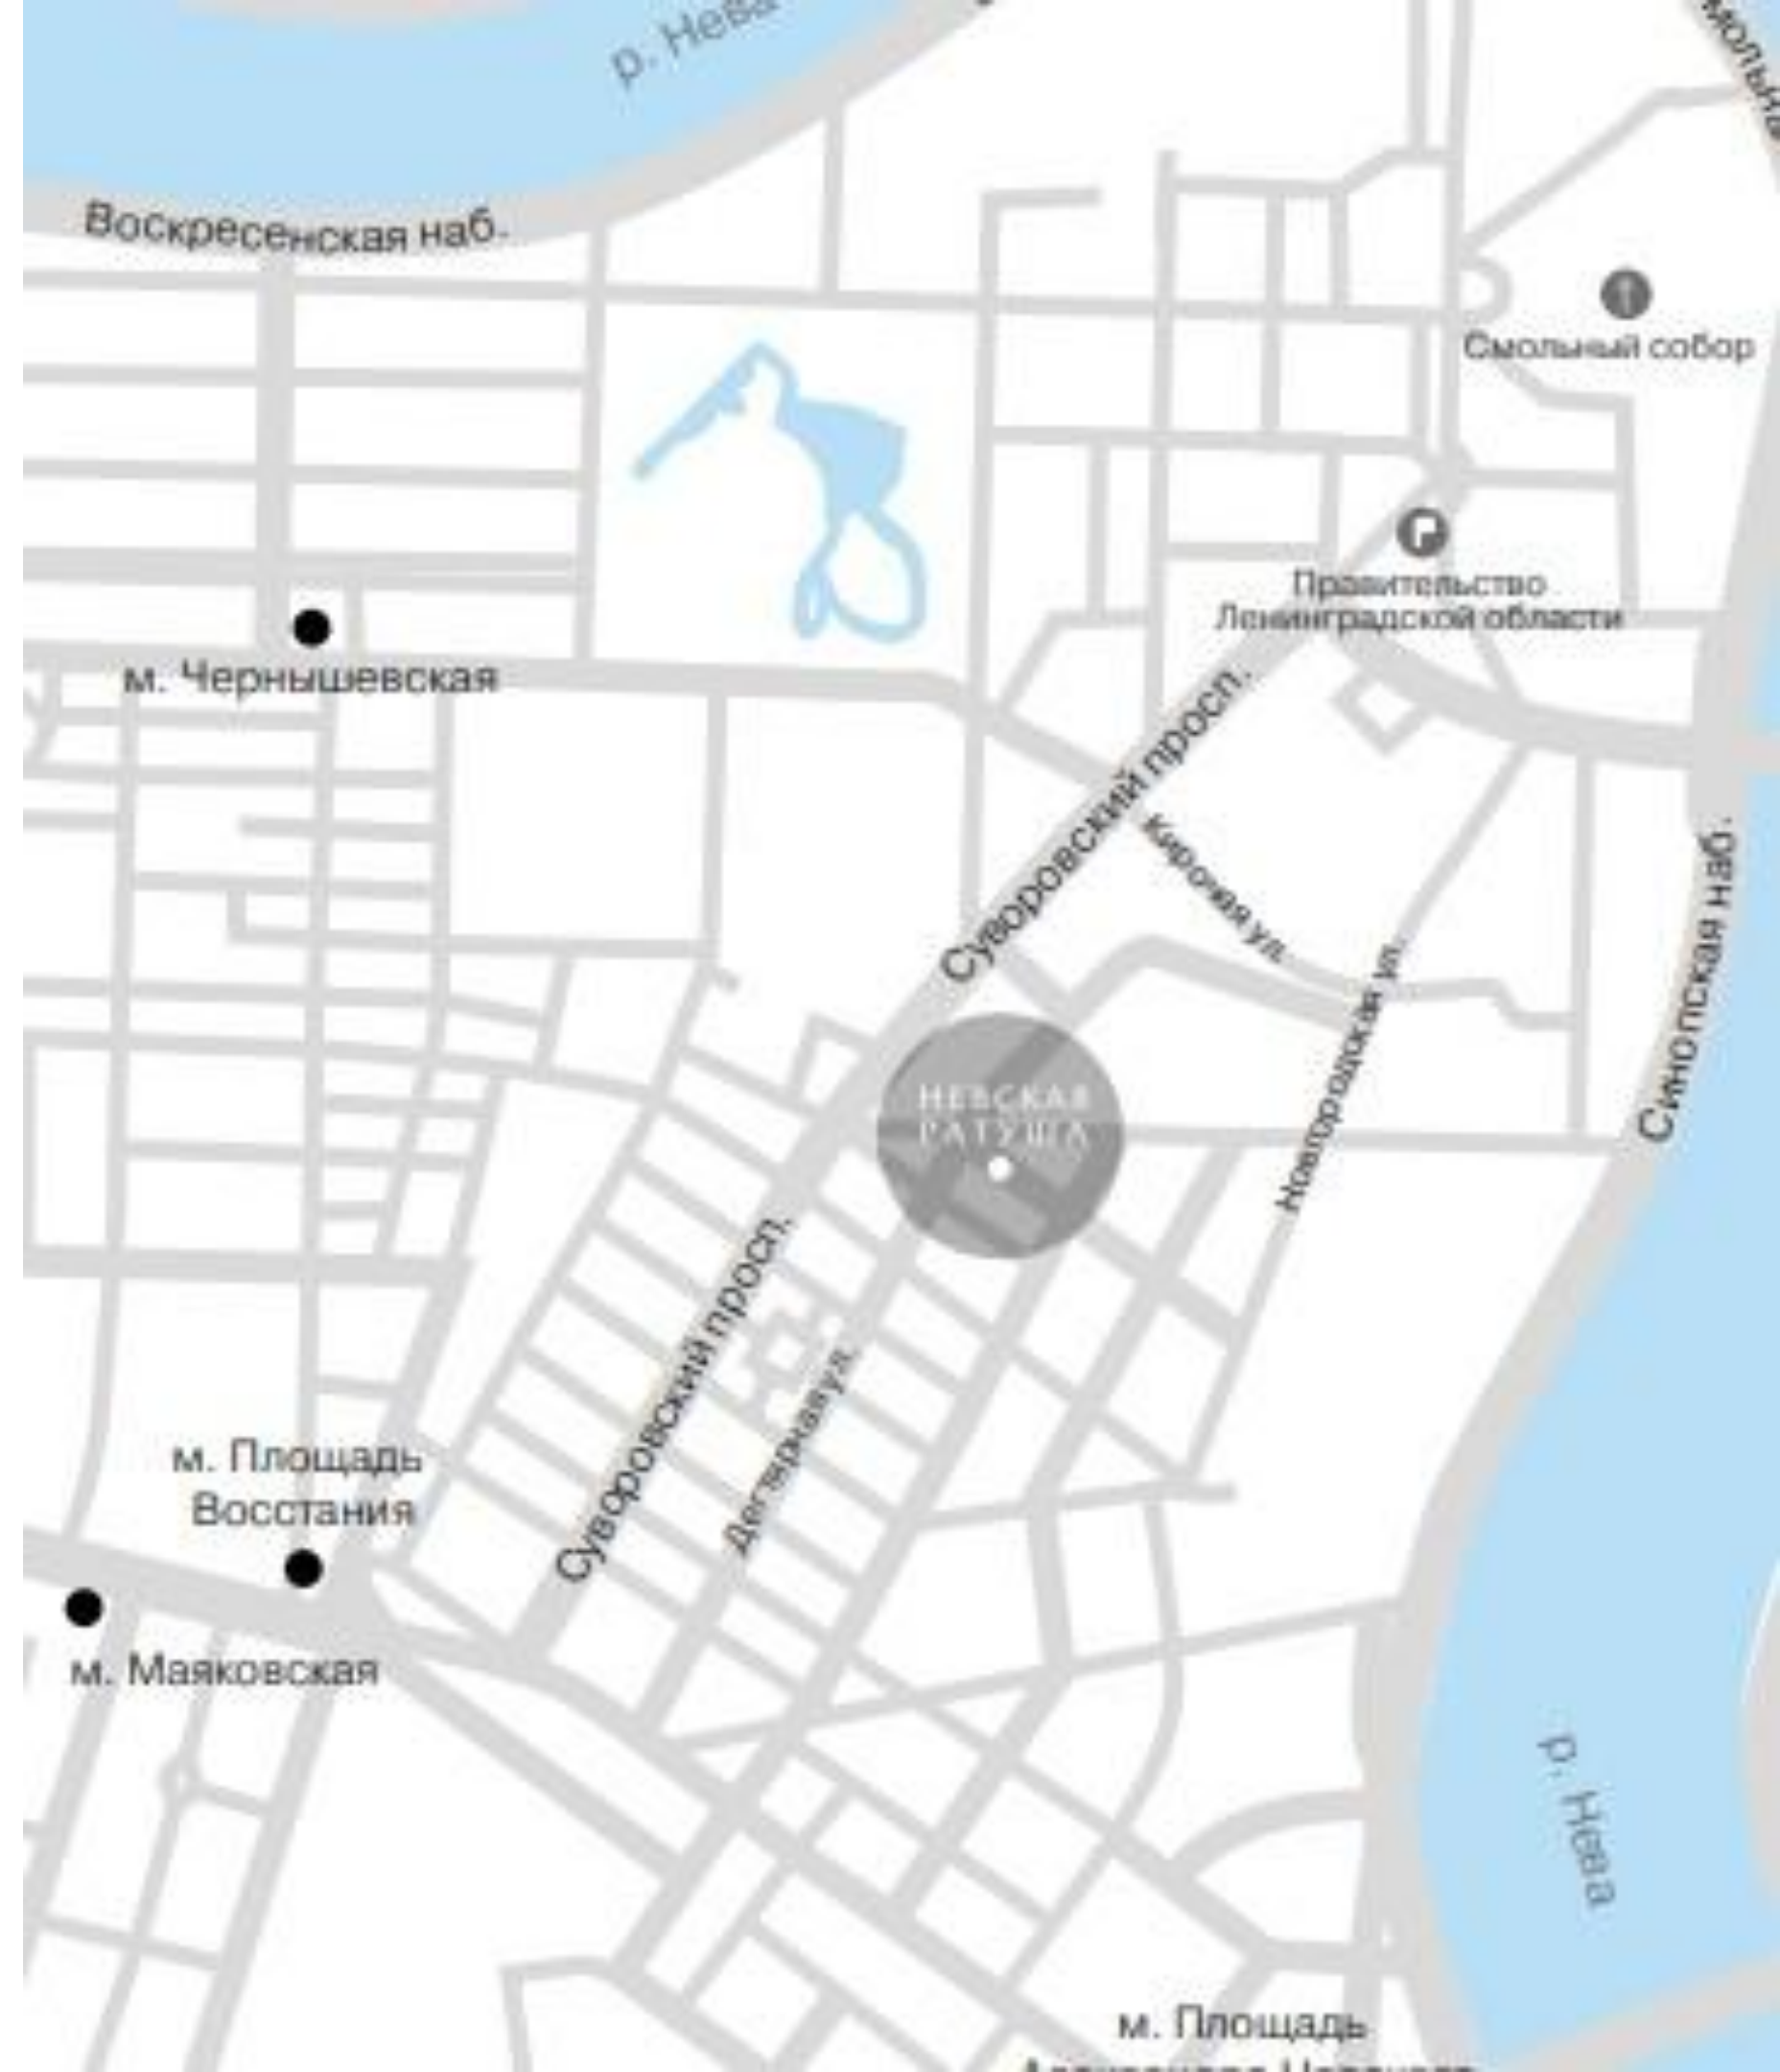 р. Нева
Воскресенская наб.
Смольный собор
Правительство
Ленинградской области
м. Чернышевская
Суворовский просп.
Кирочная ул.
Новгородская ул.
Синопская наб.
НЕВСКАЯ
РАТУША
Суворовский просп.
Дегтярная ул.
м. Площадь
Восстания
м. Маяковская
р. Нева
м. Площадь